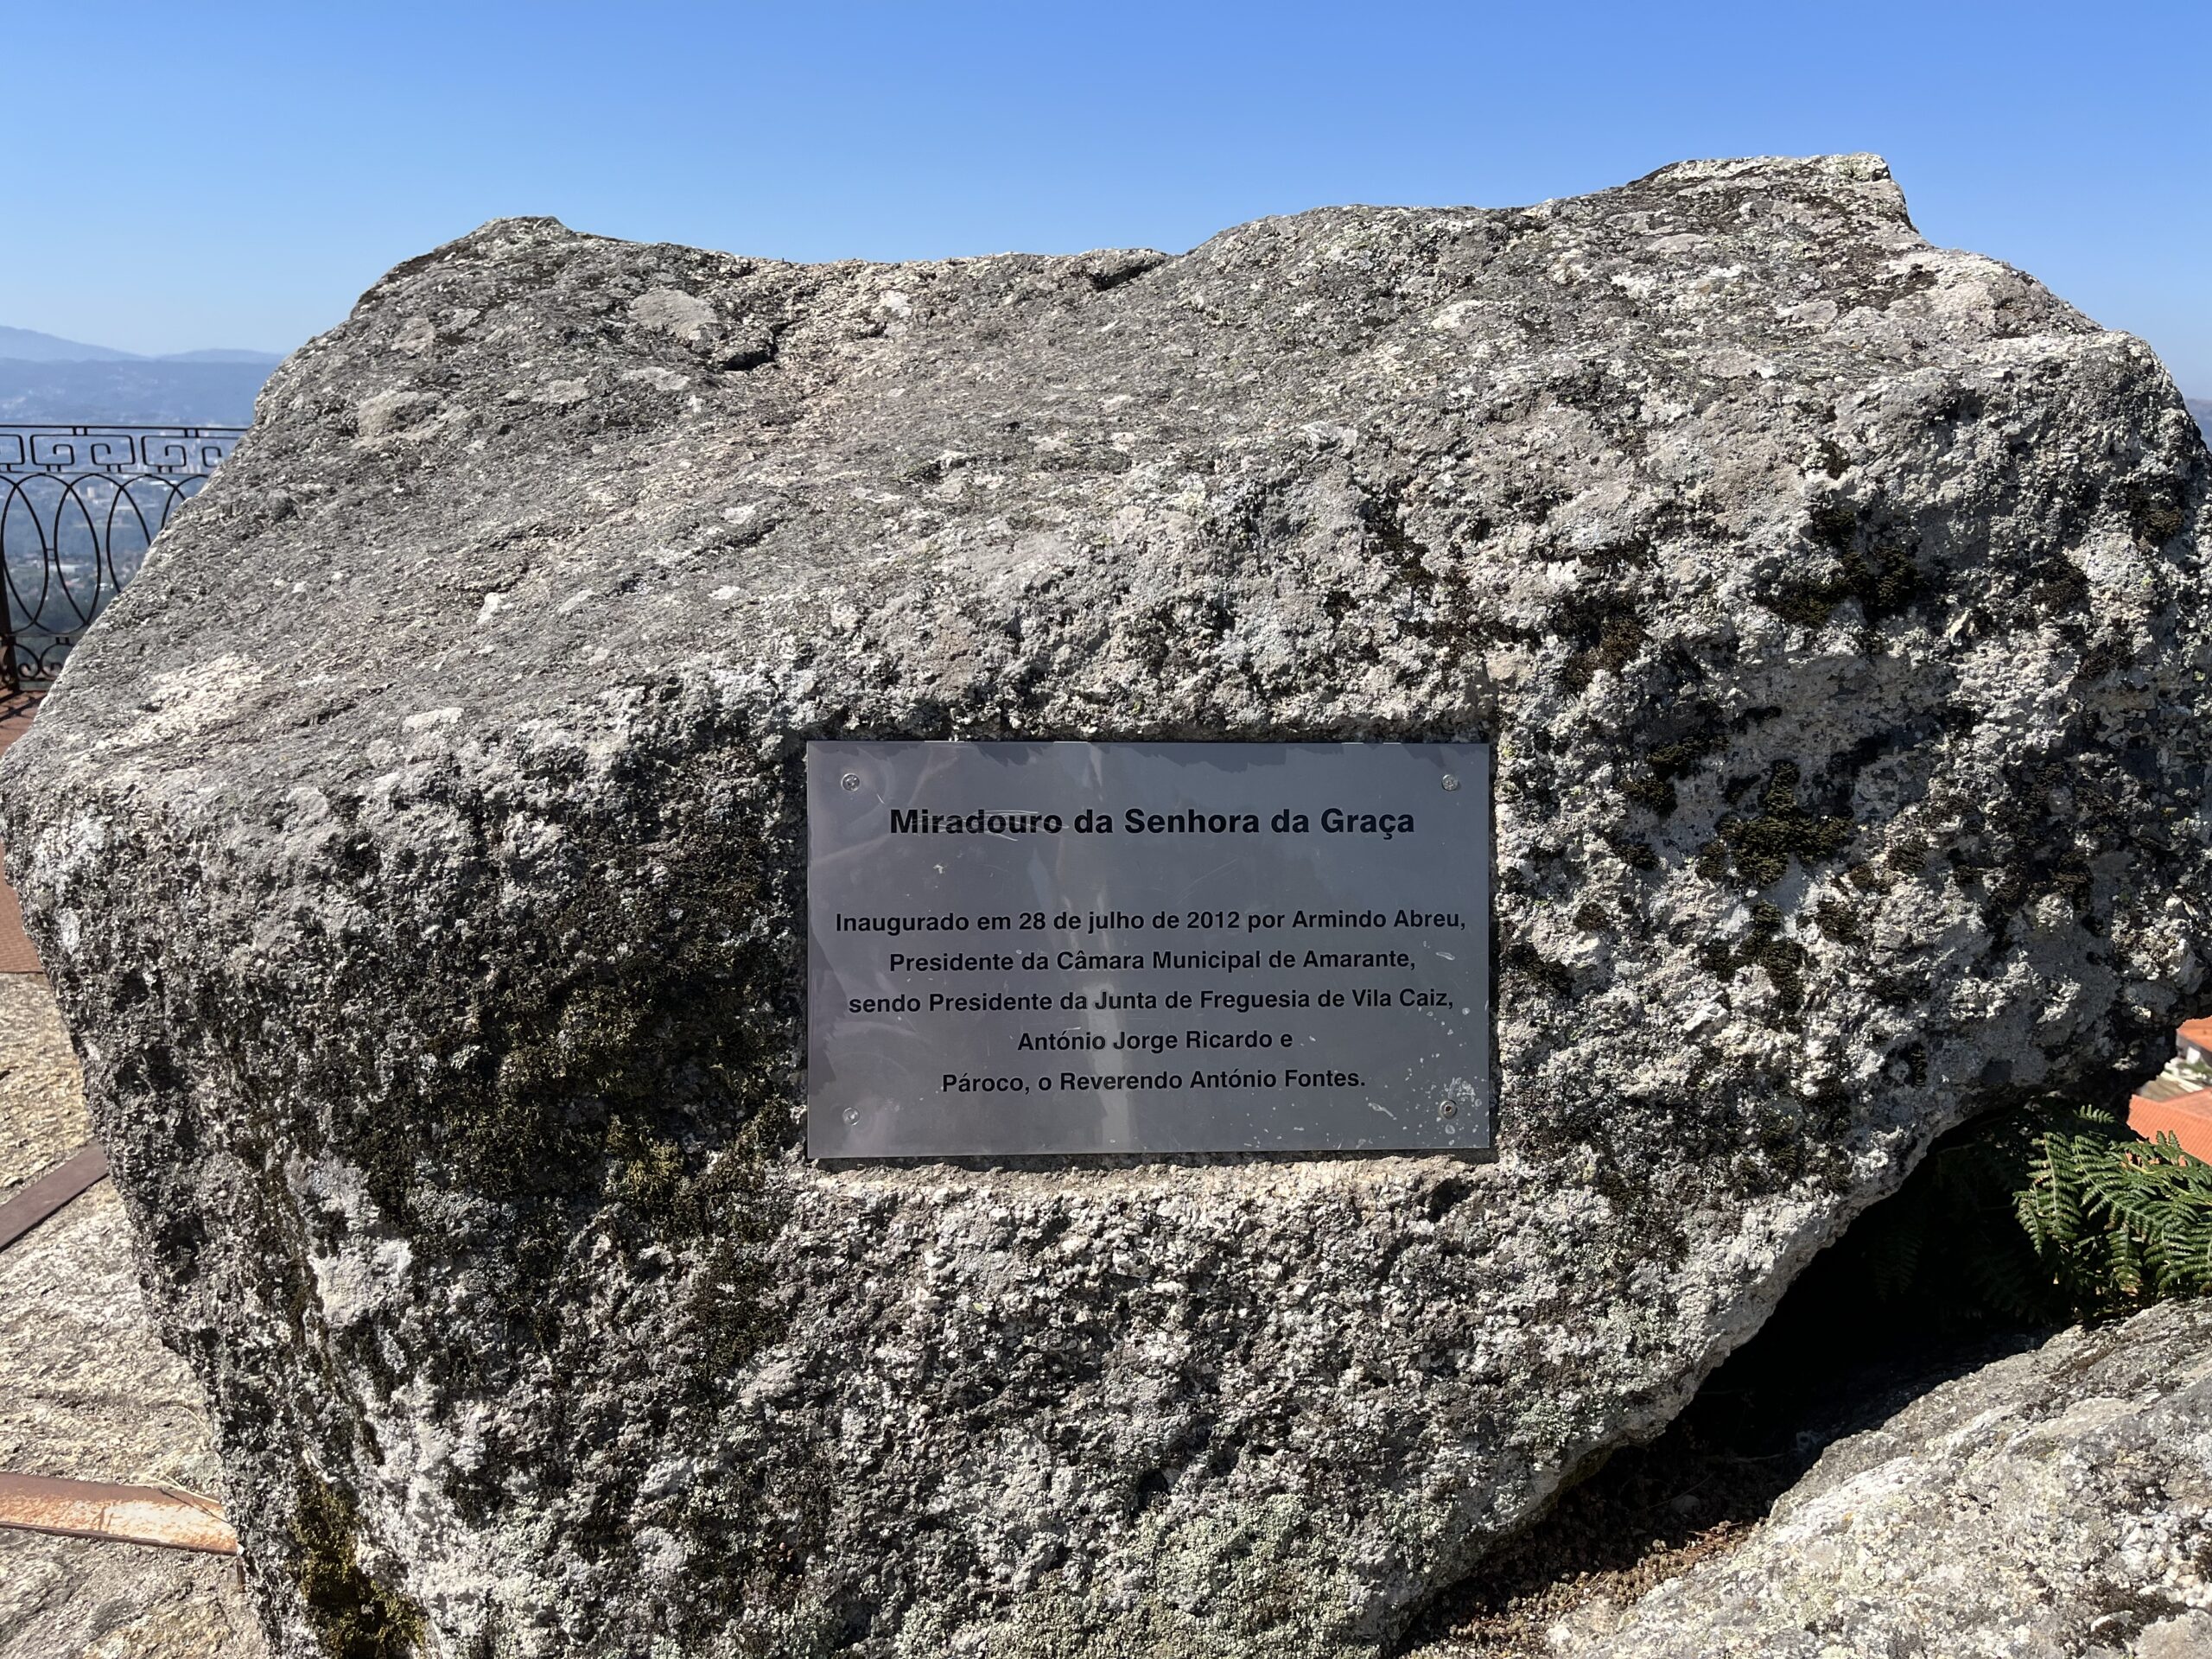 Miradouro da Senhora da Graça
Inaugurado em 28 de julho de 2012 por Armindo Abreu,
Presidente da Câmara Municipal de Amarante,
sendo Presidente da Junta de Freguesia de Vila Caiz,
António Jorge Ricardo e
Pároco, o Reverendo António Fontes.